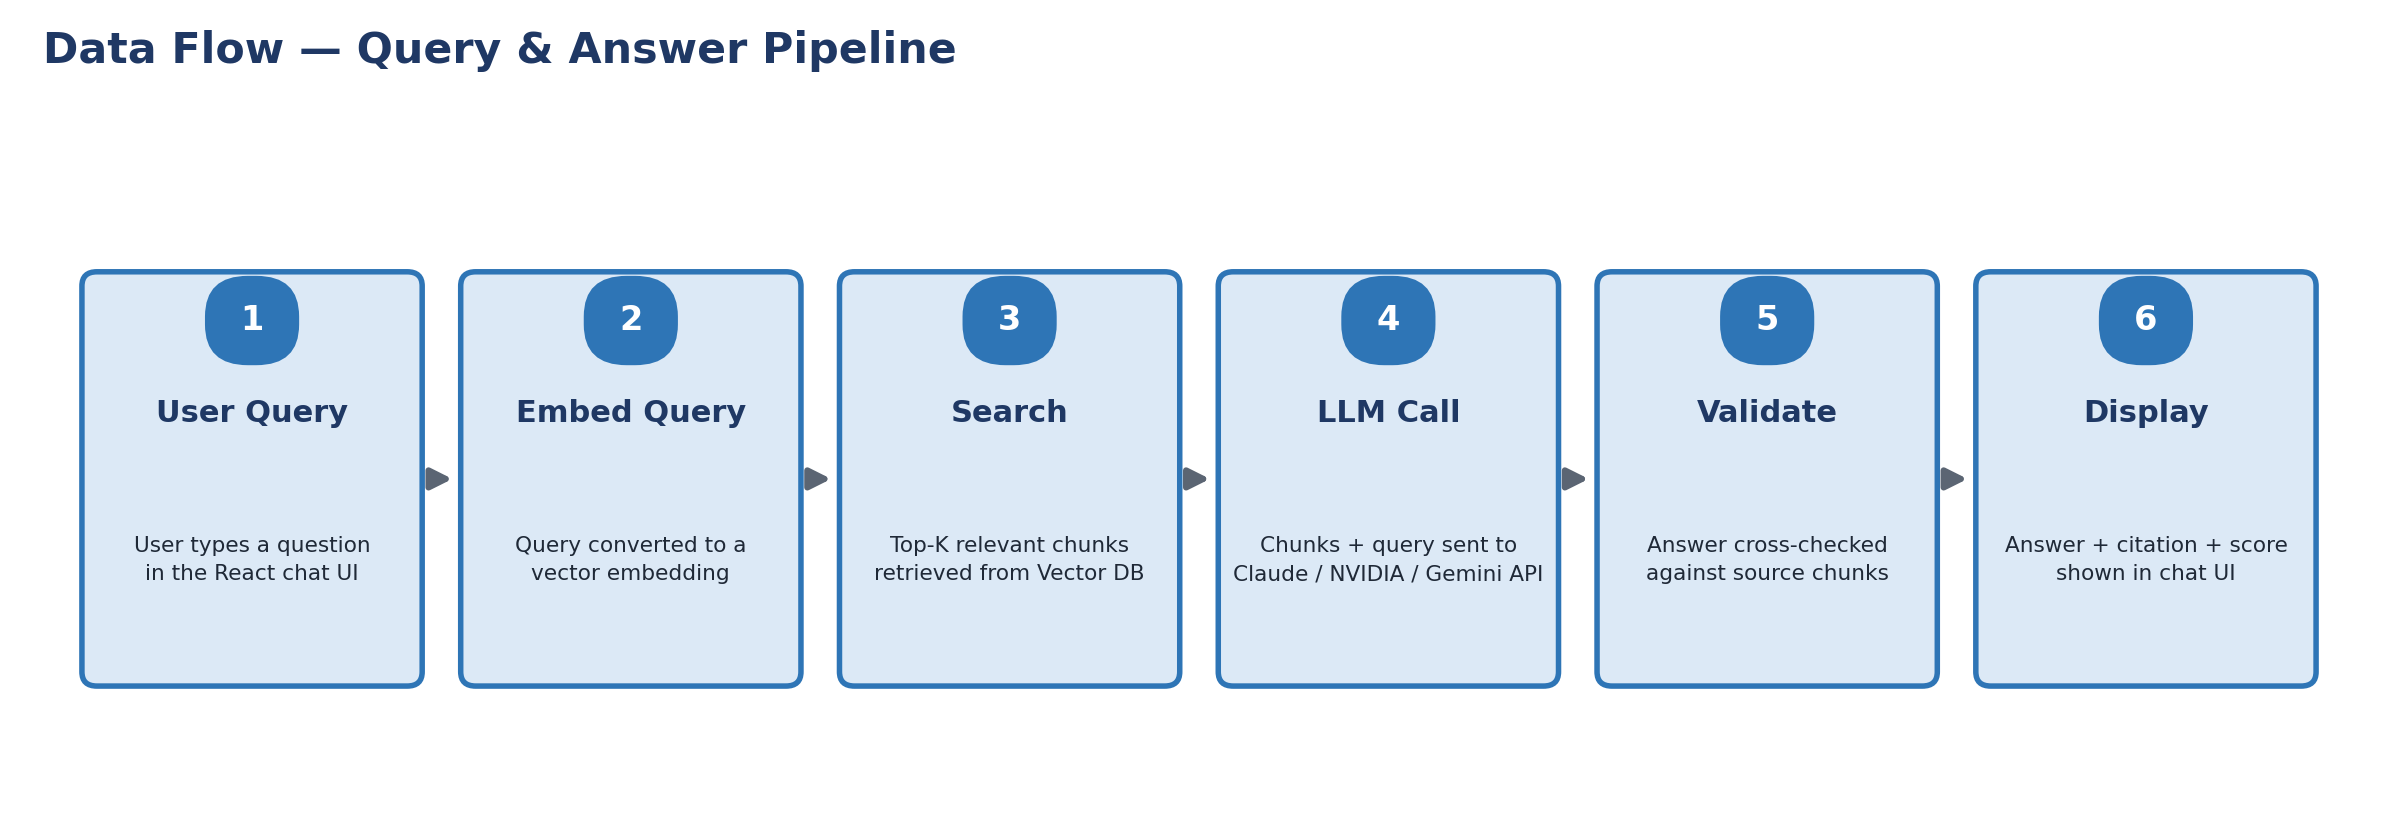 Data Flow — Query & Answer Pipeline
1
User Query
User types a question
in the React chat UI
2
Embed Query
Query converted to a
vector embedding
3
Search
Top-K relevant chunks
retrieved from Vector DB
4
LLM Call
Chunks + query sent to
Claude / NVIDIA / Gemini API
5
Validate
Answer cross-checked
against source chunks
6
Display
Answer + citation + score
shown in chat UI